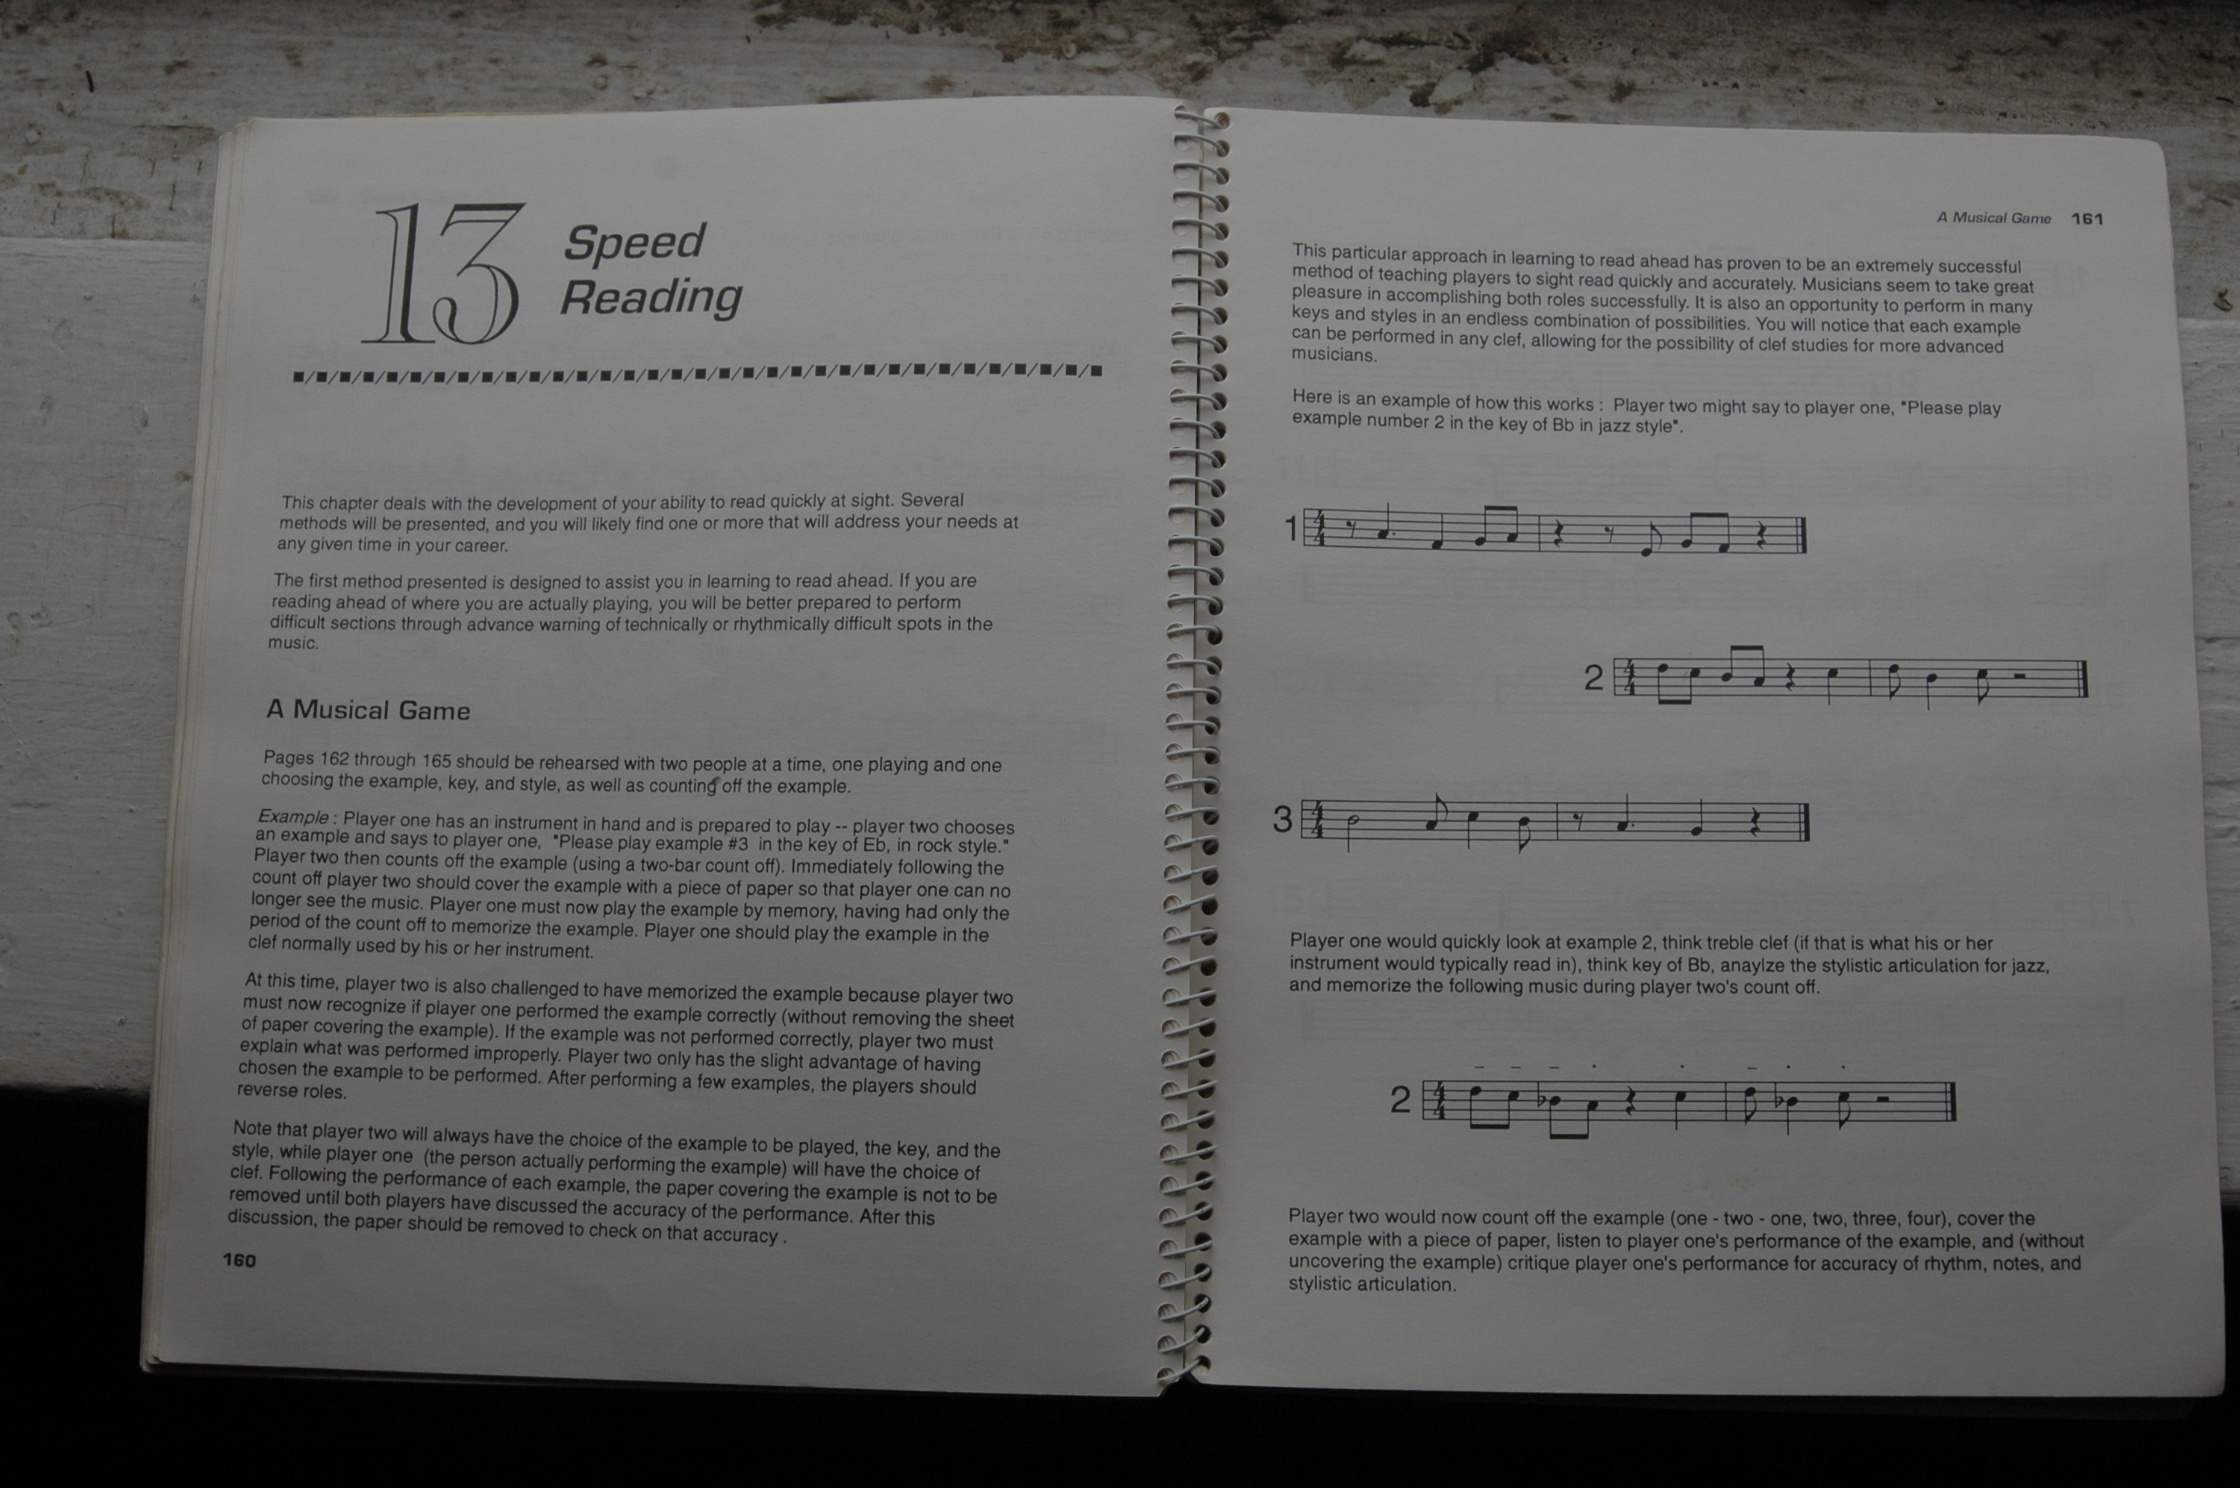 13 Speed
Reading
This chapter deals with the development of your ability to read quickly at sight. Several
methods will be presented, and you will likely find one or more that will address your needs at
any given time in your career.
The first method presented is designed to assist you in learning to read ahead. If you are
reading ahead of where you are actually playing, you will be better prepared to perform
difficult sections through advance warning of technically or rhythmically difficult spots in the
music.
A Musical Game
Pages 162 through 165 should be rehearsed with two people at a time, one playing and one
choosing the example, key, and style, as well as counting off the example.
Example : Player one has an instrument in hand and is prepared to play -- player two chooses
an example and says to player one, "Please play example #3 in the key of Eb, in rock style."
Player two then counts off the example (using a two-bar count off). Immediately following the
count off player two should cover the example with a piece of paper so that player one can no
longer see the music. Player one must now play the example by memory, having had only the
period of the count off to memorize the example. Player one should play the example in the
clef normally used by his or her instrument.
At this time, player two is also challenged to have memorized the example because player two
must now recognize if player one performed the example correctly (without removing the sheet
of paper covering the example). If the example was not performed correctly, player two must
explain what was performed improperly. Player two only has the slight advantage of having
chosen the example to be performed. After performing a few examples, the players should
reverse roles.
Note that player two will always have the choice of the example to be played, the key, and the
style, while player one (the person actually performing the example) will have the choice of
clef. Following the performance of each example, the paper covering the example is not to be
removed until both players have discussed the accuracy of the performance. After this
discussion, the paper should be removed to check on that accuracy .
160
A Musical Game 161
This particular approach in learning to read ahead has proven to be an extremely successful
method of teaching players to sight read quickly and accurately. Musicians seem to take great
pleasure in accomplishing both roles successfully. It is also an opportunity to perform in many
keys and styles in an endless combination of possibilities. You will notice that each example
can be performed in any clef, allowing for the possibility of clef studies for more advanced
musicians.
Here is an example of how this works : Player two might say to player one, "Please play
example number 2 in the key of Bb in jazz style".
1 4/4
2 4/4
3 4/4
Player one would quickly look at example 2, think treble clef (if that is what his or her
instrument would typically read in), think key of Bb, anaylze the stylistic articulation for jazz,
and memorize the following music during player two's count off.
2 4/4
Player two would now count off the example (one - two - one, two, three, four), cover the
example with a piece of paper, listen to player one's performance of the example, and (without
uncovering the example) critique player one's performance for accuracy of rhythm, notes, and
stylistic articulation.